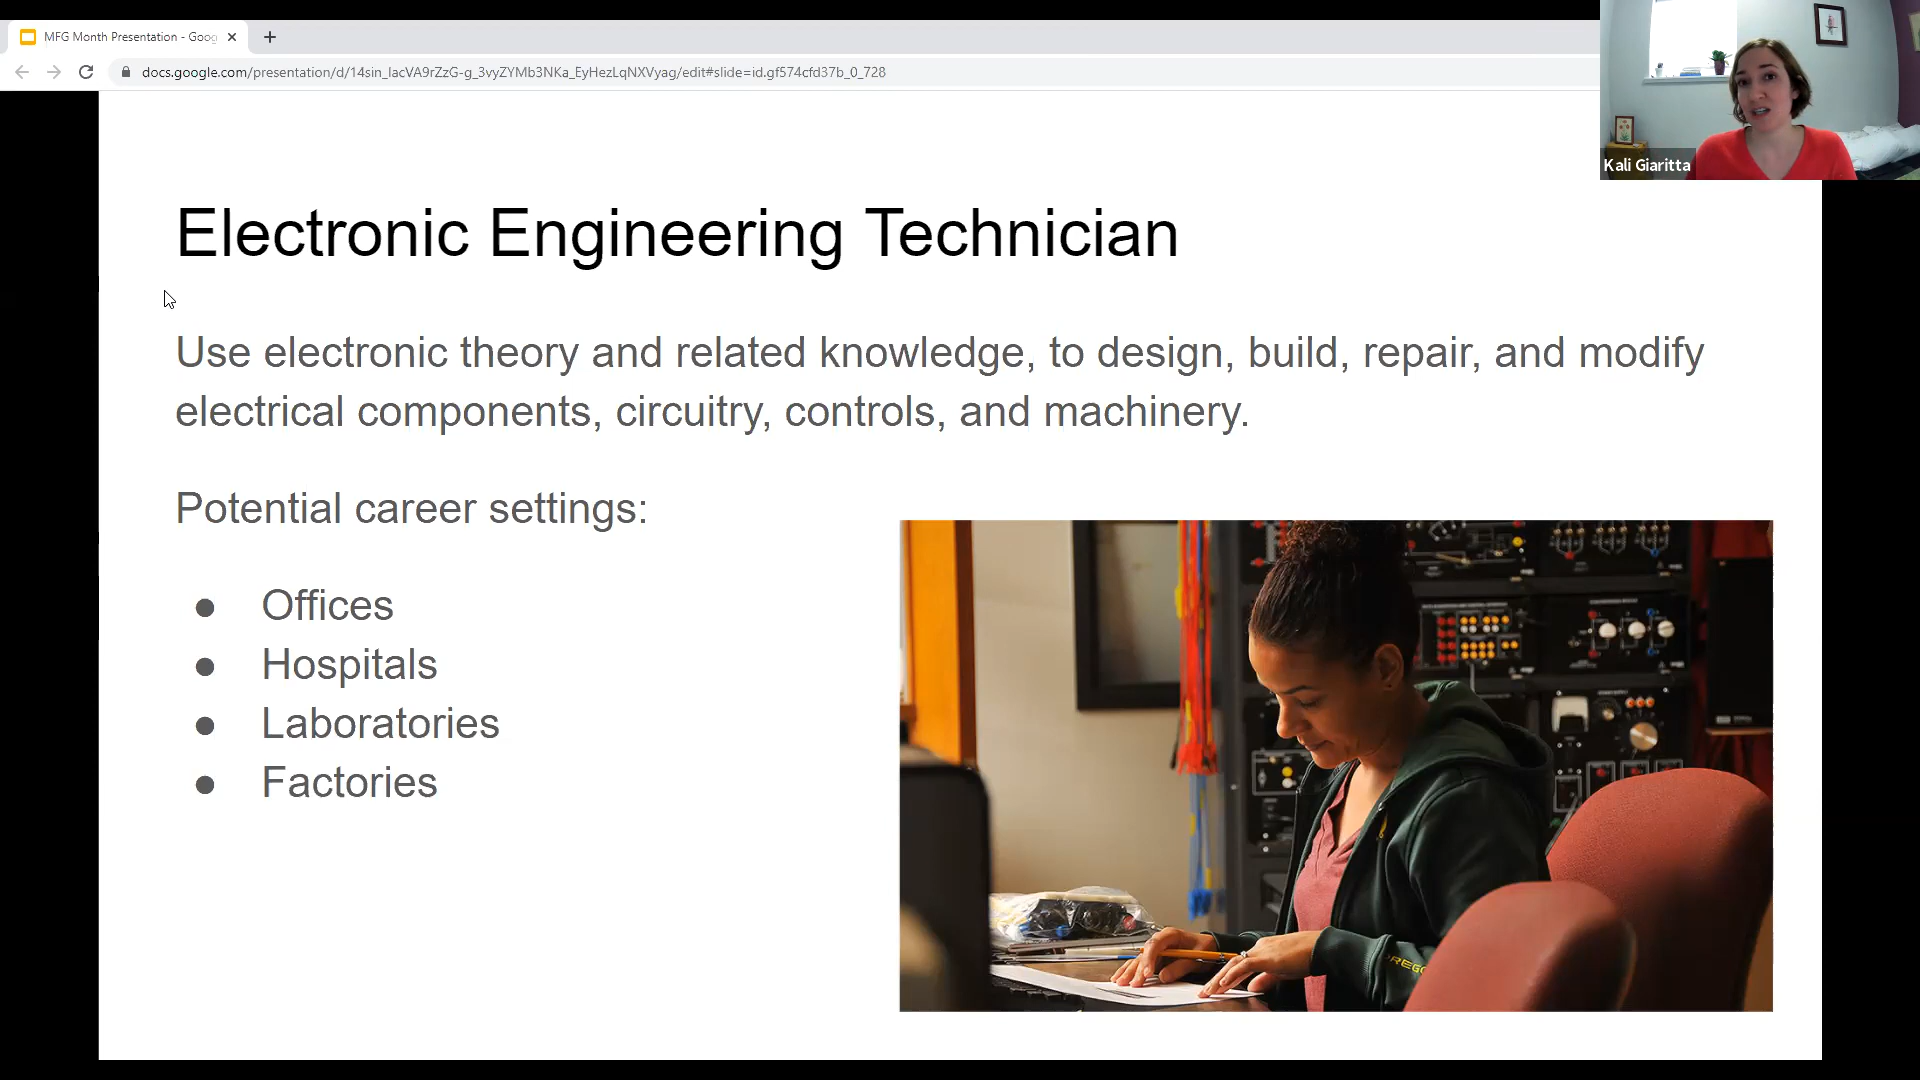 MFG Month Presentation - Goog
docs.google.com/presentation/d/14sin_lacVA9rZzG-g_3vyZYMb3NKa_EyHezLqNXVyag/edit#slide=id.gf574cfd37b_0_728
Kali Giaritta
Electronic Engineering Technician
Use electronic theory and related knowledge, to design, build, repair, and modify
electrical components, circuitry, controls, and machinery.
Potential career settings:
● Offices
● Hospitals
● Laboratories
● Factories